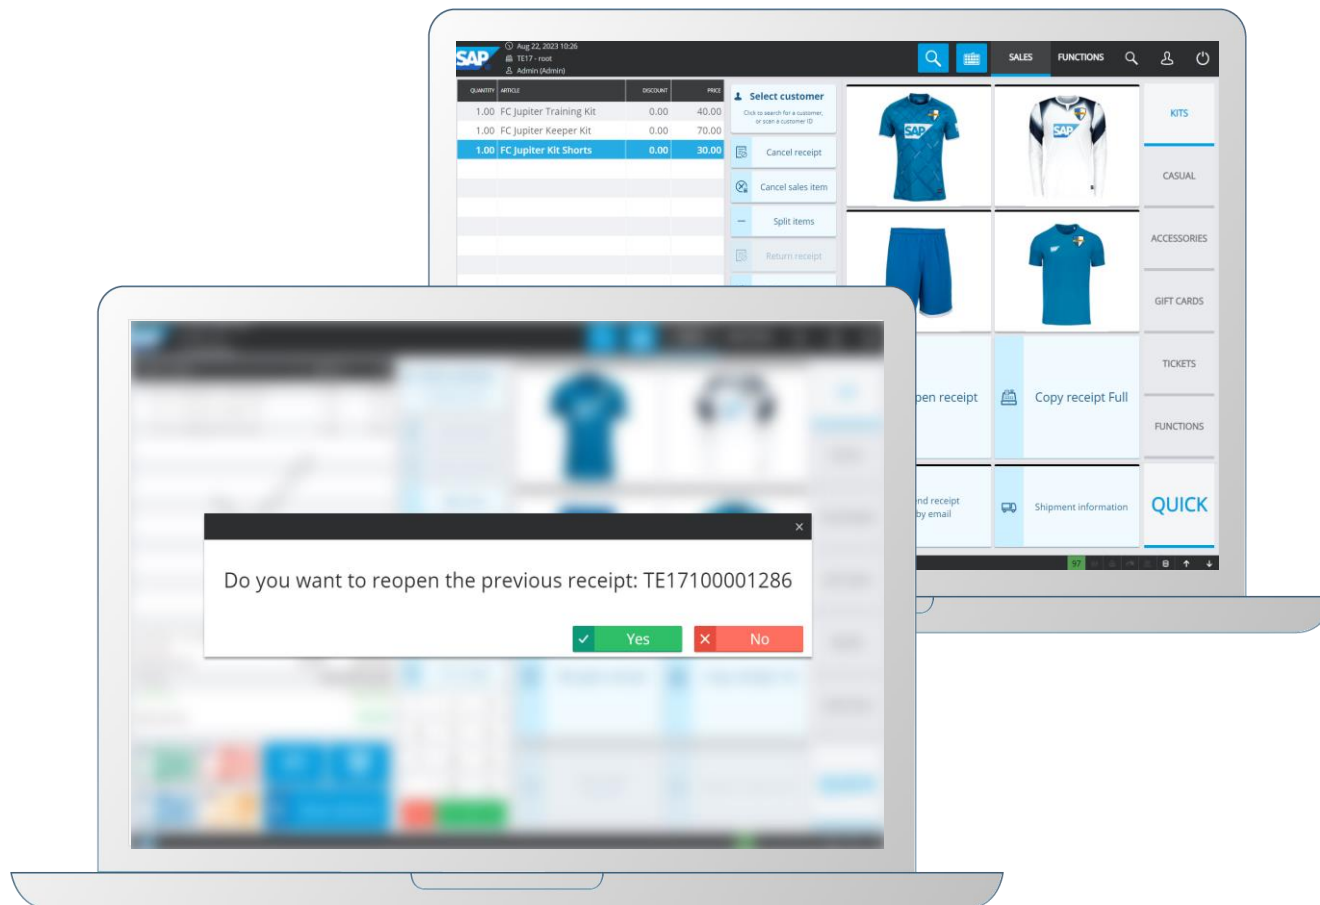 SAP
Aug 22, 2023 10:26
TE17 - root
Admin (Admin)
SALES
FUNCTIONS
QUANTITY ARTICLE DISCOUNT PRICE
1.00 FC Jupiter Training Kit 0.00 40.00
1.00 FC Jupiter Keeper Kit 0.00 70.00
1.00 FC Jupiter Kit Shorts 0.00 30.00
Select customer
Click to search for a customer,
or scan a customer ID
Cancel receipt
Cancel sales item
Split items
Return receipt
SAP
SAP
KITS
CASUAL
ACCESSORIES
GIFT CARDS
TICKETS
FUNCTIONS
QUICK
pen receipt
Copy receipt Full
nd receipt
by email
Shipment information
97
Do you want to reopen the previous receipt: TE17100001286
Yes
No